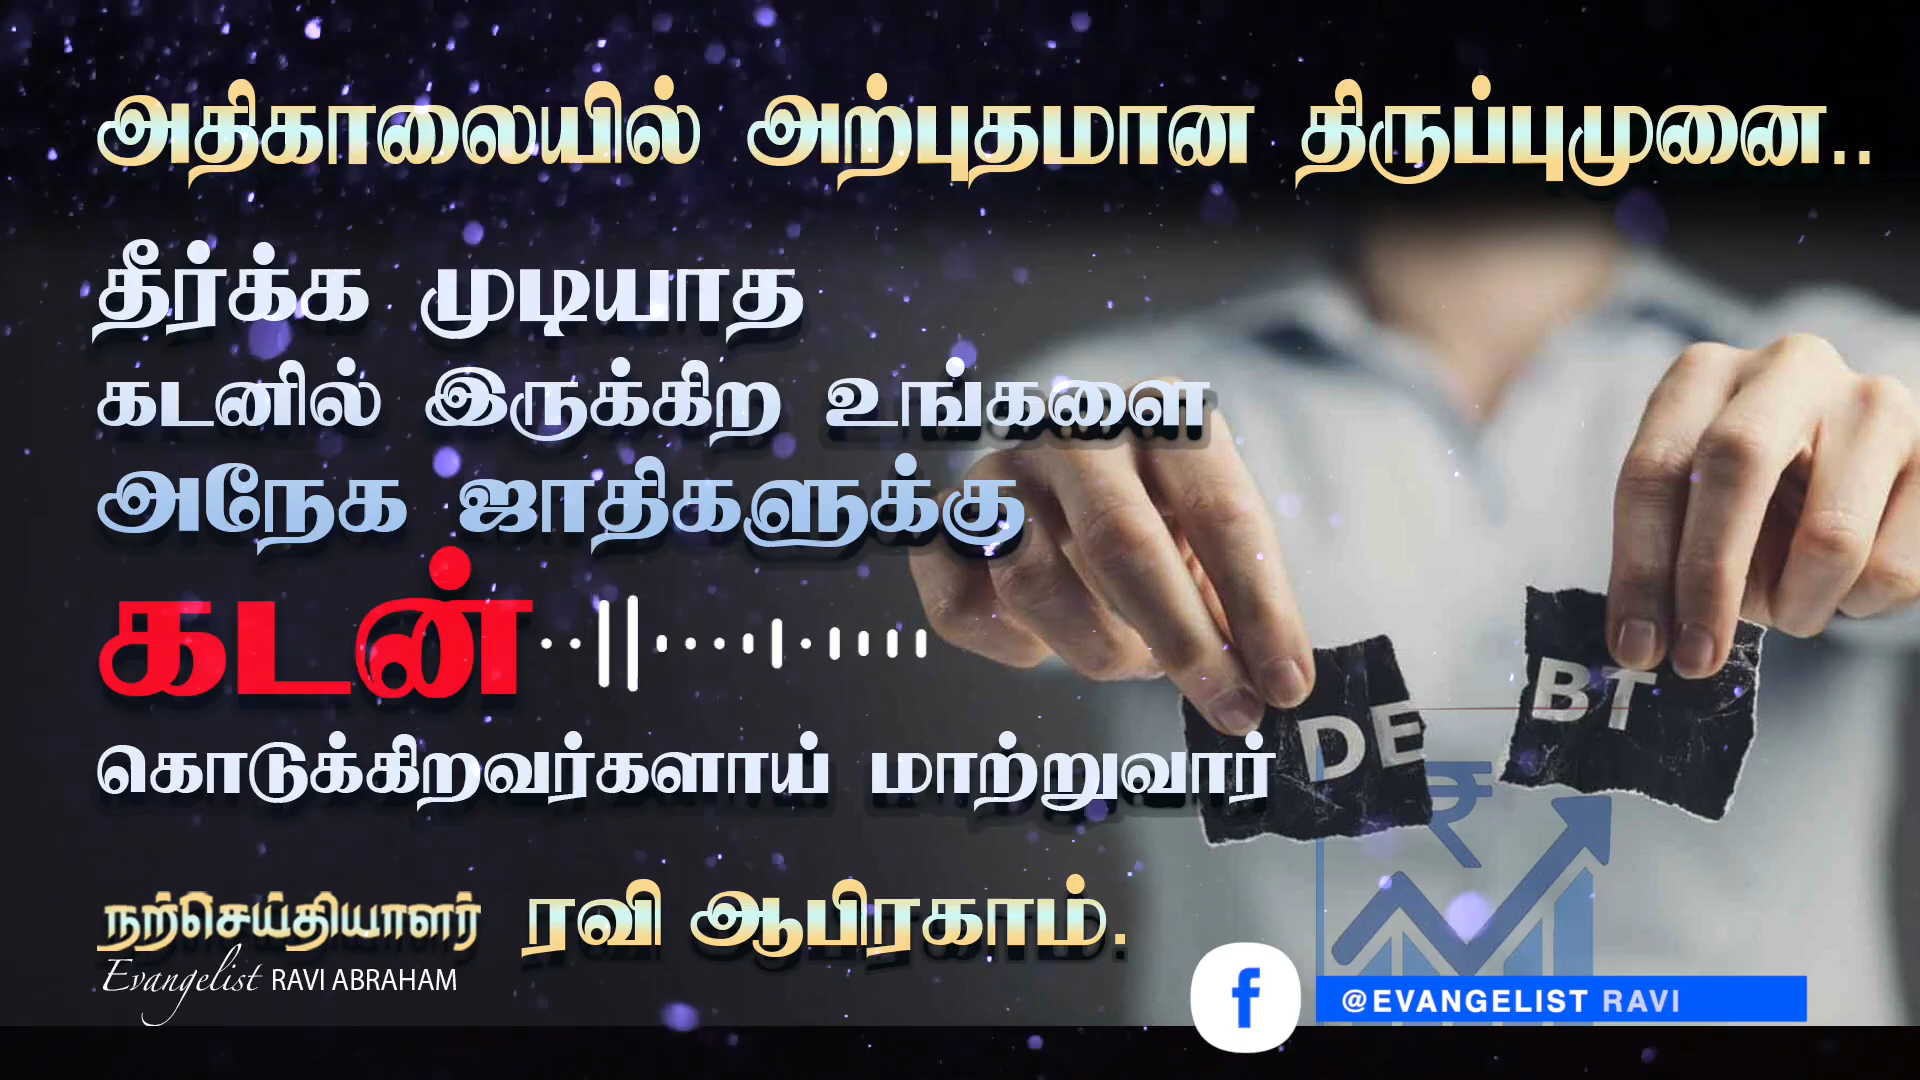 அதிகாலையில் அற்புதமான திருப்புமுனை..
தீர்க்க முடியாத
கடனில் இருக்கிற உங்களை
அநேக ஜாதிகளுக்கு
கடன்
கொடுக்கிறவர்களாய் மாற்றுவார்
DE BT
₹
நற்செய்தியாளர் ரவி ஆபிரகாம்.
Evangelist RAVI ABRAHAM
f @EVANGELIST RAVI